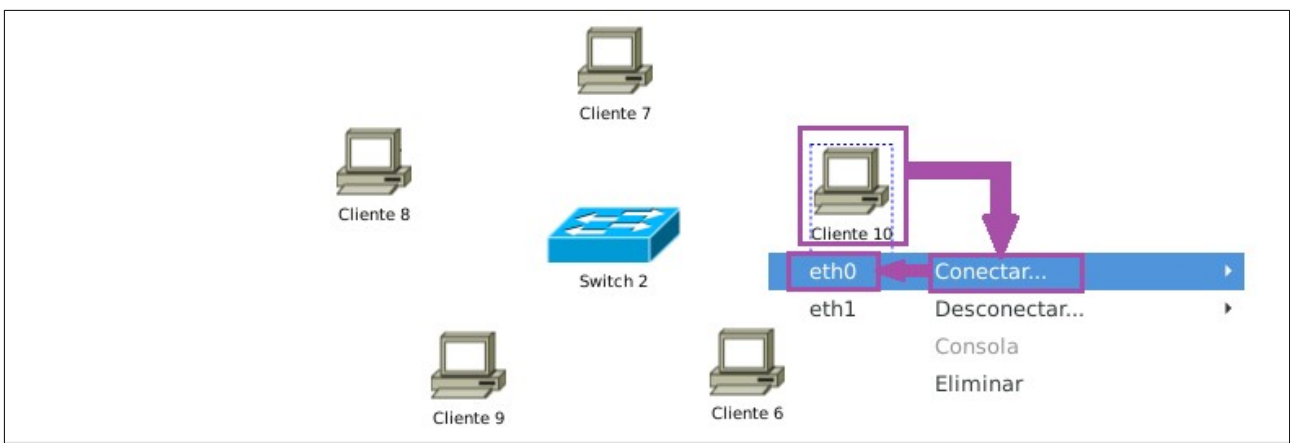 Cliente 7
Cliente 8
Cliente 10
Switch 2
eth0
Conectar...
eth1
Desconectar...
Consola
Eliminar
Cliente 9
Cliente 6